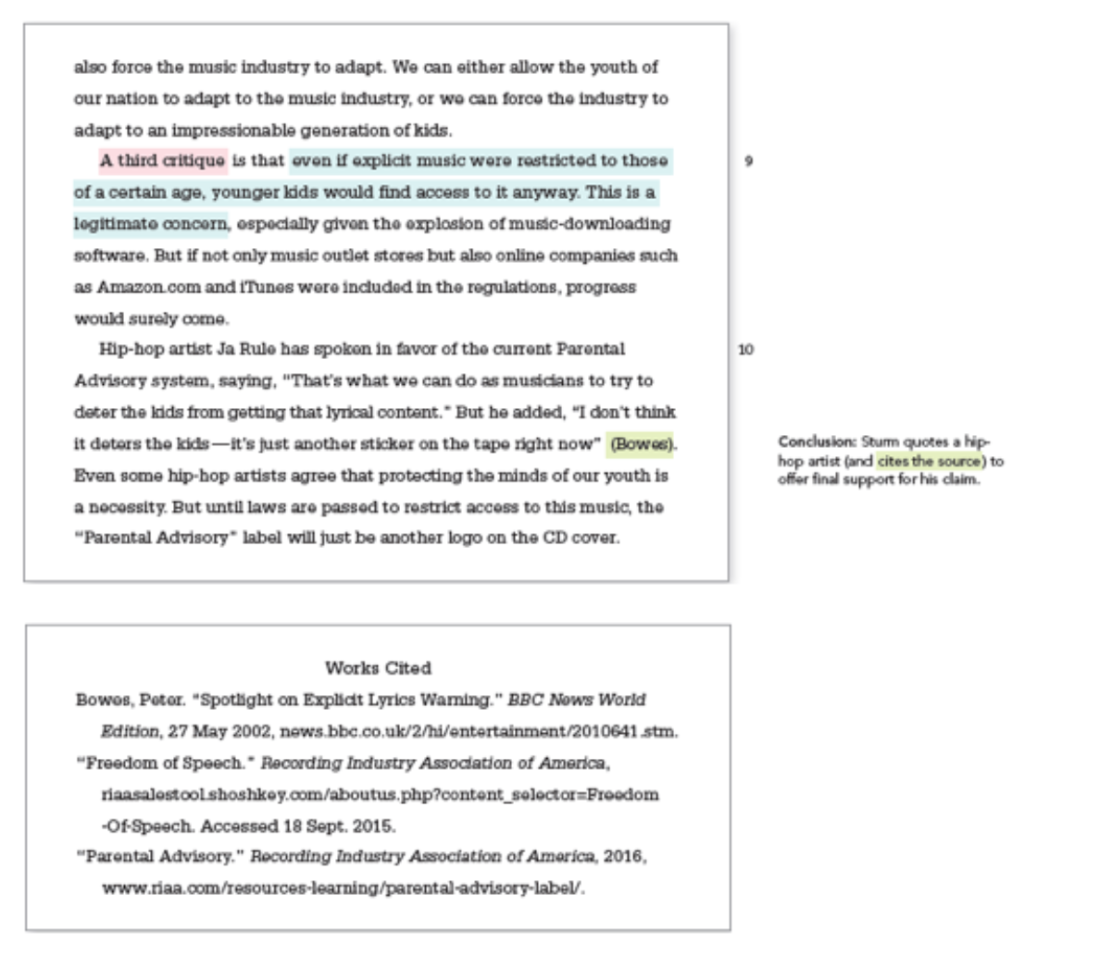 also force the music industry to adapt. We can either allow the youth of
our nation to adapt to the music industry, or we can force the industry to
adapt to an impressionable generation of kids.
A third critique is that even if explicit music were restricted to those
9
of a certain age, younger kids would find access to it anyway. This is a
legitimate concern, especially given the explosion of music-downloading
software. But if not only music outlet stores but also online companies such
as Amazon.com and iTunes were included in the regulations, progress
would surely come.
Hip-hop artist Ja Rule has spoken in favor of the current Parental
10
Advisory system, saying, “That’s what we can do as musicians to try to
deter the kids from getting that lyrical content.” But he added, “I don’t think
it deters the kids—it’s just another sticker on the tape right now” (Bowes).
Even some hip-hop artists agree that protecting the minds of our youth is
a necessity. But until laws are passed to restrict access to this music, the
“Parental Advisory” label will just be another logo on the CD cover.
Conclusion: Sturm quotes a hip-
hop artist (and cites the source) to
offer final support for his claim.
Works Cited
Bowes, Peter. “Spotlight on Explicit Lyrics Warning.” BBC News World
Edition, 27 May 2002, news.bbc.co.uk/2/hi/entertainment/2010641.stm.
“Freedom of Speech.” Recording Industry Association of America,
riaasalestool.shoshkey.com/aboutus.php?content_selector=Freedom
-Of-Speech. Accessed 18 Sept. 2015.
“Parental Advisory.” Recording Industry Association of America, 2016,
www.riaa.com/resources-learning/parental-advisory-label/.